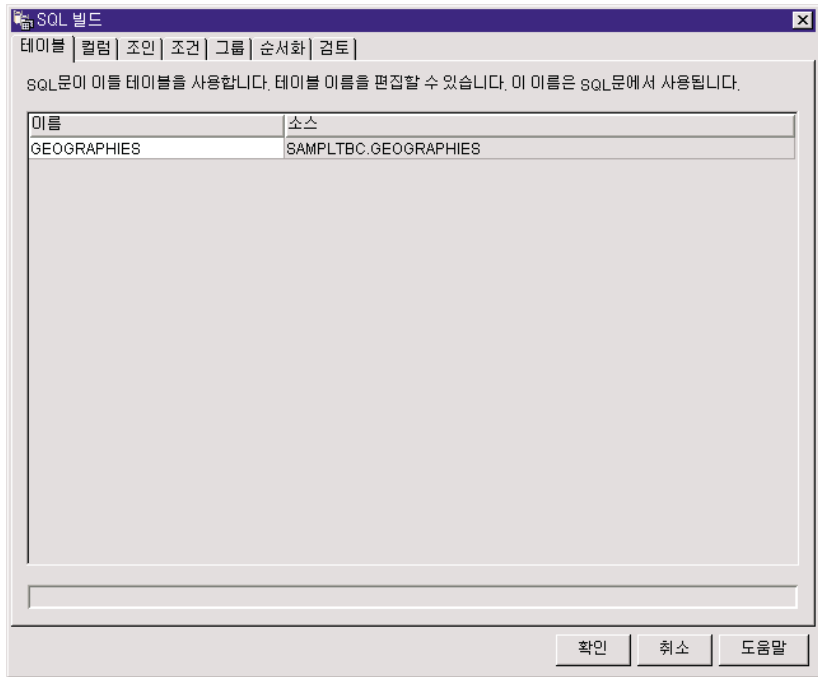 SQL 빌드
테이블 컬럼 조인 조건 그룹 순서화 검토
SQL문이 이들 테이블을 사용합니다. 테이블 이름을 편집할 수 있습니다. 이 이름은 SQL문에서 사용됩니다.
이름 소스
GEOGRAPHIES SAMPLTBC.GEOGRAPHIES
확인 취소 도움말